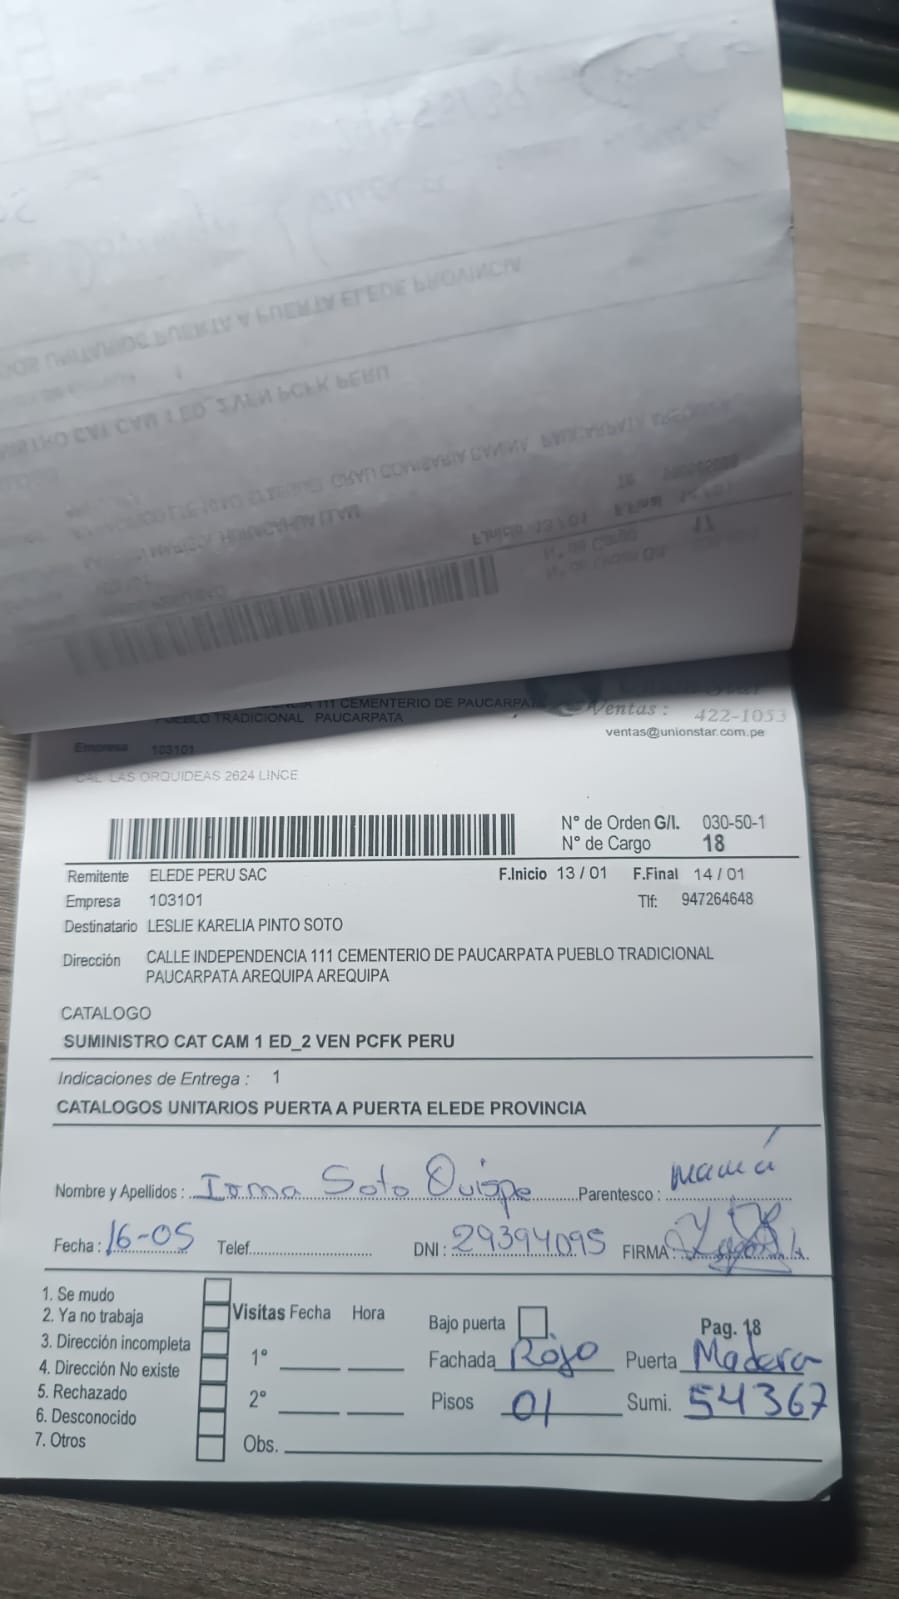 111 CEMENTERIO DE PAUCARPATA
PUEBLO TRADICIONAL PAUCARPATA
Ventas : 422-1053
ventas@unionstar.com.pe
Empresa 103101
CAL. LAS ORQUIDEAS 2624 LINCE
N° de Orden G/I. 030-50-1
N° de Cargo 18
Remitente ELEDE PERU SAC F.Inicio 13 / 01 F.Final 14 / 01
Empresa 103101 Tlf: 947264648
Destinatario LESLIE KARELIA PINTO SOTO
Dirección CALLE INDEPENDENCIA 111 CEMENTERIO DE PAUCARPATA PUEBLO TRADICIONAL
PAUCARPATA AREQUIPA AREQUIPA
CATALOGO
SUMINISTRO CAT CAM 1 ED_2 VEN PCFK PERU
Indicaciones de Entrega : 1
CATALOGOS UNITARIOS PUERTA A PUERTA ELEDE PROVINCIA
Nombre y Apellidos : Irma Soto Quispe Parentesco : mamá
Fecha : 16-05 Telef. DNI : 29394095 FIRMA :
1. Se mudo
2. Ya no trabaja
3. Dirección incompleta
4. Dirección No existe
5. Rechazado
6. Desconocido
7. Otros
Visitas Fecha Hora
1°
2°
Obs.
Bajo puerta Pag. 18
Fachada Rojo Puerta Madera
Pisos 01 Sumi. 54367